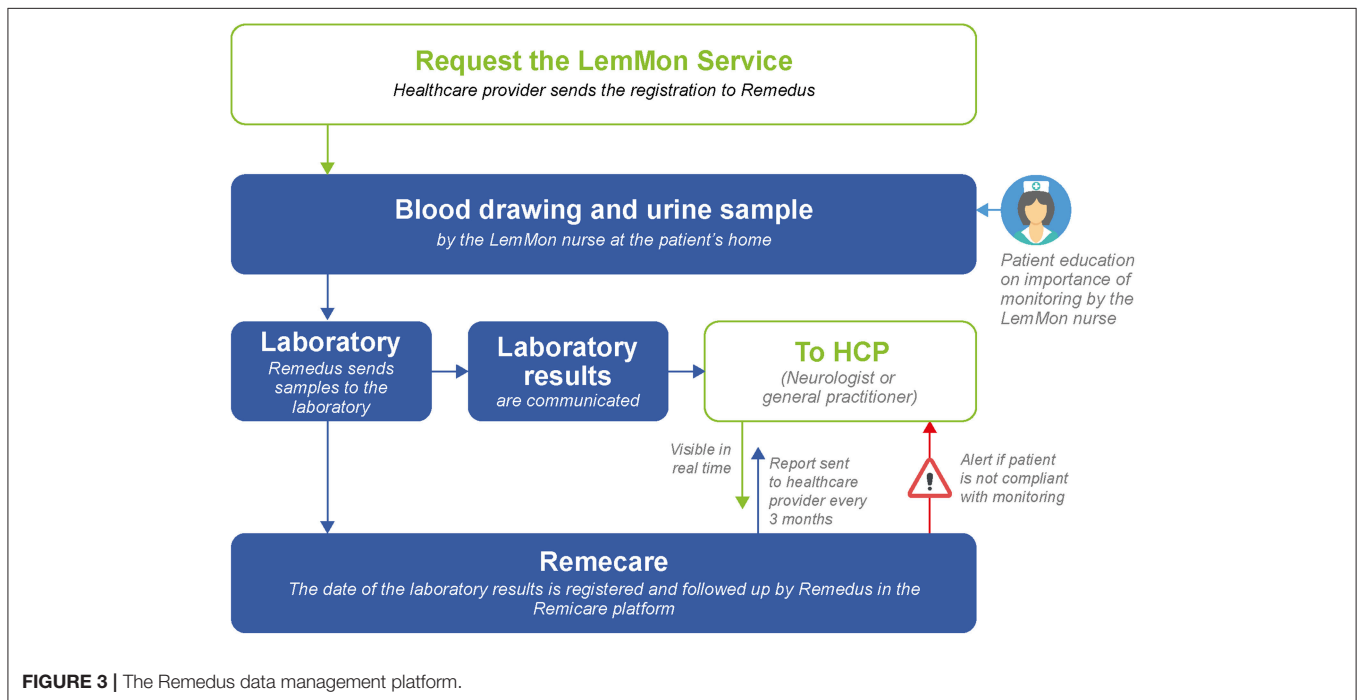 Request the LemMon Service
Healthcare provider sends the registration to Remedus
Blood drawing and urine sample
by the LemMon nurse at the patient's home
Patient education
on importance of
monitoring by the
LemMon nurse
Laboratory
Remedus sends
samples to the
laboratory
Laboratory
results
are communicated
To HCP
(Neurologist or
general practitioner)
Visible in
real time
Report sent
to healthcare
provider every
3 months
!
Alert if patient
is not compliant
with monitoring
Remecare
The date of the laboratory results is registered and followed up by Remedus in the
Remicare platform
FIGURE 3 | The Remedus data management platform.